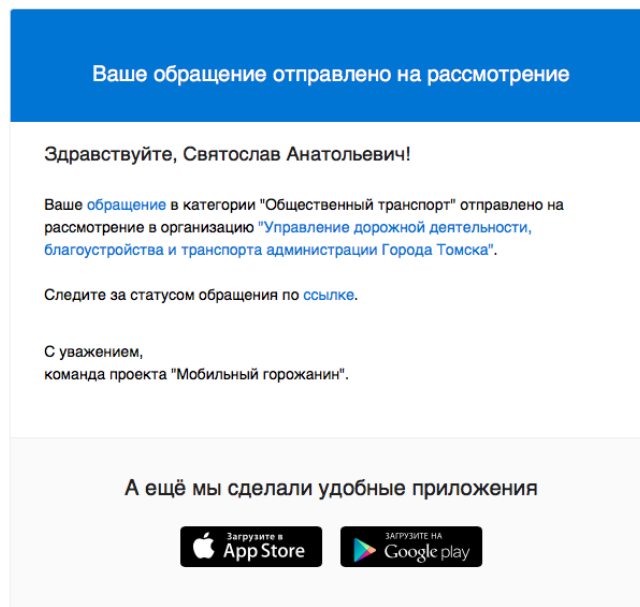 Ваше обращение отправлено на рассмотрение
Здравствуйте, Святослав Анатольевич!
Ваше обращение в категории "Общественный транспорт" отправлено на
рассмотрение в организацию "Управление дорожной деятельности,
благоустройства и транспорта администрации Города Томска".
Следите за статусом обращения по ссылке.
С уважением,
команда проекта "Мобильный горожанин".
А ещё мы сделали удобные приложения
Загрузите в
App Store
ЗАГРУЗИТЕ НА
Google play